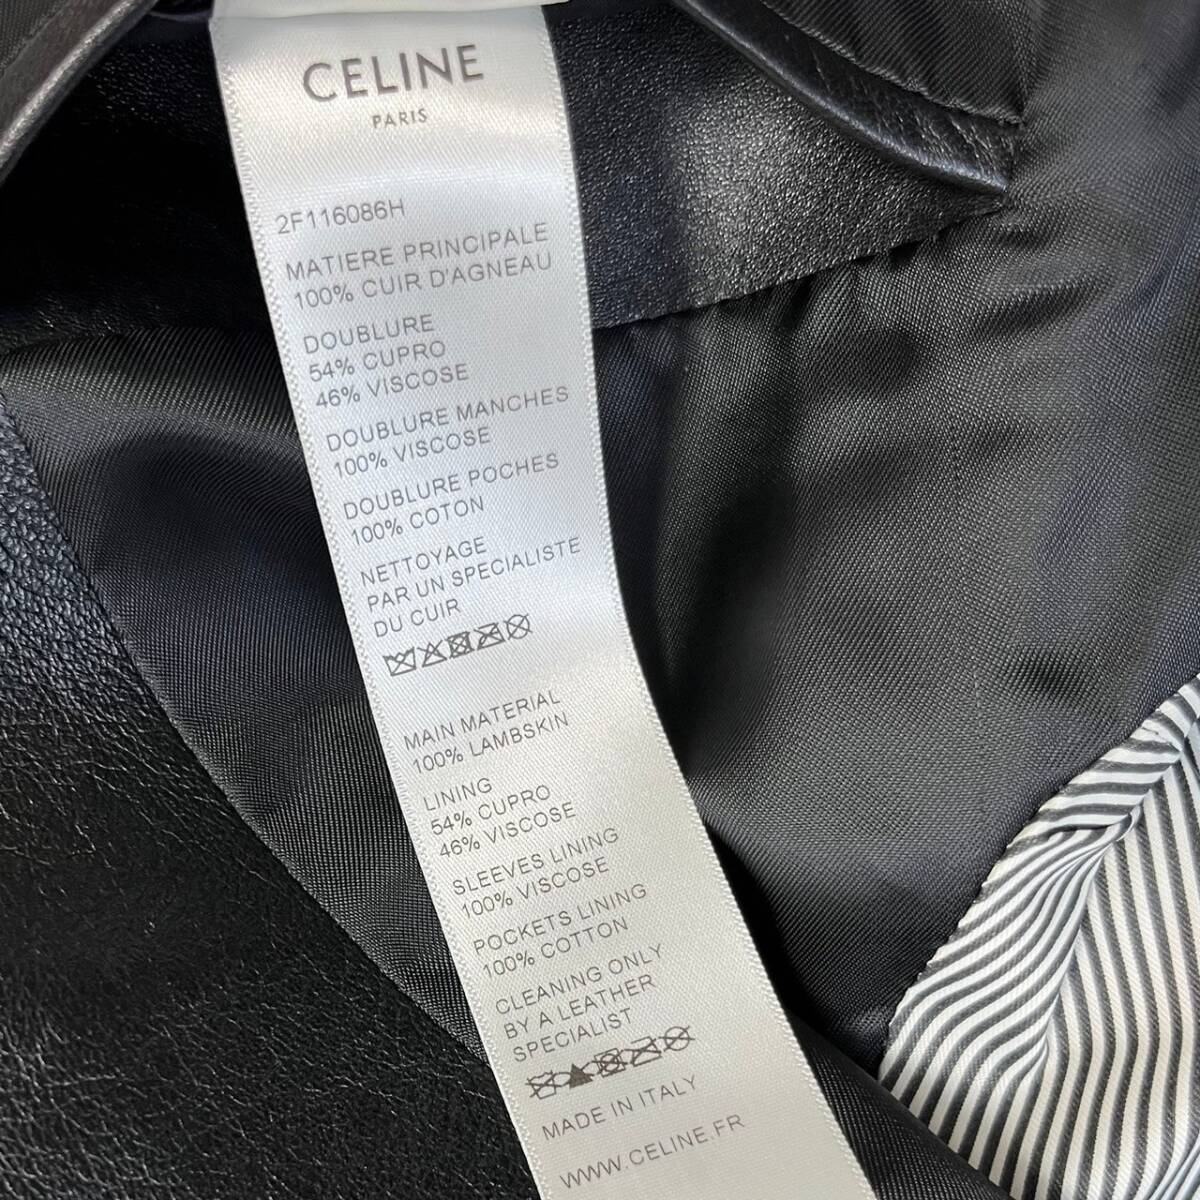 CELINE
PARIS
2F116086H
MATIERE PRINCIPALE
100% CUIR D'AGNEAU
DOUBLURE
54% CUPRO
46% VISCOSE
DOUBLURE MANCHES
100% VISCOSE
DOUBLURE POCHES
100% COTON
NETTOYAGE
PAR UN SPECIALISTE
DU CUIR
MAIN MATERIAL
100% LAMBSKIN
LINING
54% CUPRO
46% VISCOSE
SLEEVES LINING
100% VISCOSE
POCKETS LINING
100% COTTON
CLEANING ONLY
BY A LEATHER
SPECIALIST
MADE IN ITALY
WWW.CELINE.FR